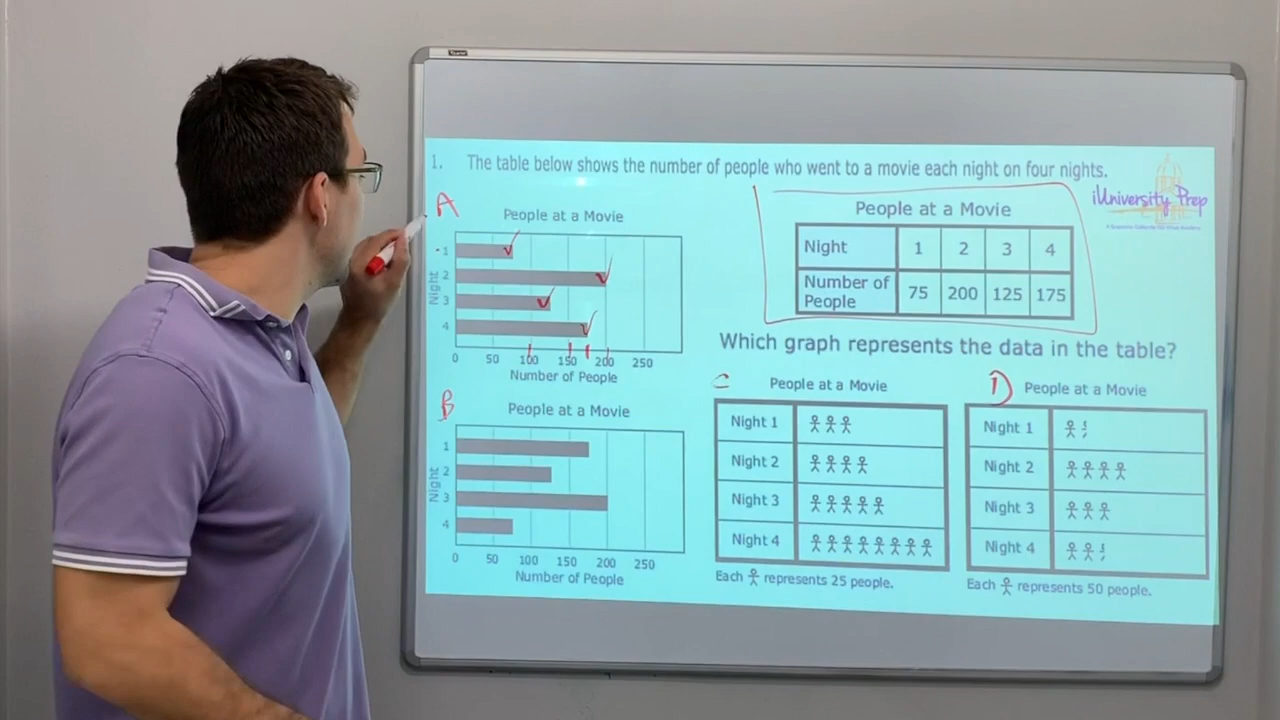 1. The table below shows the number of people who went to a movie each night on four nights.
iUniversity Prep
A
People at a Movie
Night
1
2
3
4
0 50 100 150 200 250
Number of People
People at a Movie
Night 1 2 3 4
Number of People 75 200 125 175
Which graph represents the data in the table?
B
People at a Movie
Night
1
2
3
4
0 50 100 150 200 250
Number of People
C
People at a Movie
Night 1
Night 2
Night 3
Night 4
Each represents 25 people.
D
People at a Movie
Night 1
Night 2
Night 3
Night 4
Each represents 50 people.